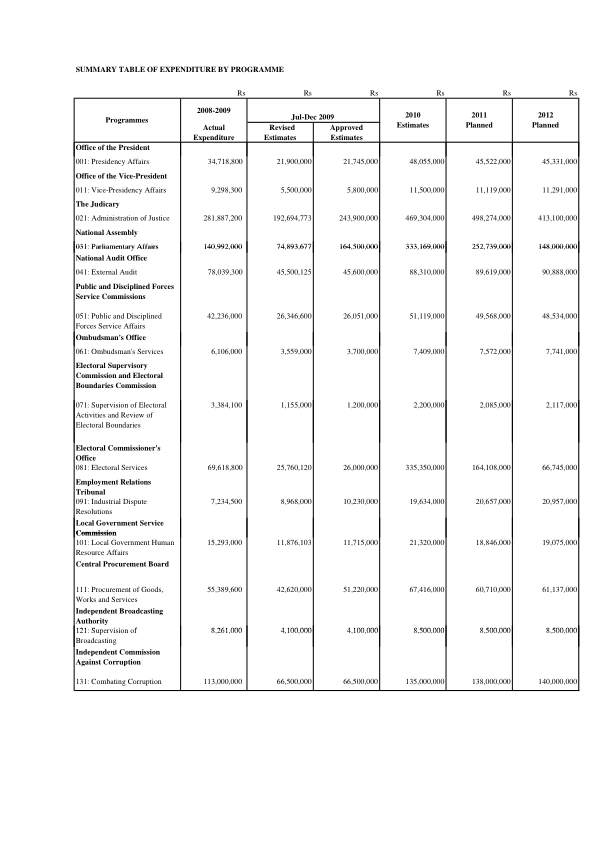 SUMMARY TABLE OF EXPENDITURE BY PROGRAMME
Rs Rs Rs Rs Rs Rs
Programmes 2008-2009 Actual Expenditure Jul-Dec 2009 Revised Estimates Approved Estimates 2010 Estimates 2011 Planned 2012 Planned
Office of the President
001: Presidency Affairs 34,718,800 21,900,000 21,745,000 48,055,000 45,522,000 45,331,000
Office of the Vice-President
011: Vice-Presidency Affairs 9,298,300 5,500,000 5,800,000 11,500,000 11,119,000 11,291,000
The Judicary
021: Administration of Justice 281,887,200 192,694,773 243,900,000 469,304,000 498,274,000 413,100,000
National Assembly
031: Parliamentary Affairs 140,992,000 74,893,677 164,500,000 333,169,000 252,739,000 148,000,000
National Audit Office
041: External Audit 78,039,300 45,500,125 45,600,000 88,310,000 89,619,000 90,888,000
Public and Disciplined Forces
Service Commissions
051: Public and Disciplined 42,236,000 26,346,600 26,051,000 51,119,000 49,568,000 48,534,000
Forces Service Affairs
Ombudsman's Office
061: Ombudsman's Services 6,106,000 3,559,000 3,700,000 7,409,000 7,572,000 7,741,000
Electoral Supervisory
Commission and Electoral
Boundaries Commission
071: Supervision of Electoral 3,384,100 1,155,000 1,200,000 2,200,000 2,085,000 2,117,000
Activities and Review of
Electoral Boundaries
Electoral Commissioner's
Office
081: Electoral Services 69,618,800 25,760,120 26,000,000 335,350,000 164,108,000 66,745,000
Employment Relations
Tribunal
091: Industrial Dispute 7,234,500 8,968,000 10,230,000 19,634,000 20,657,000 20,957,000
Resolutions
Local Government Service
Commission
101: Local Government Human 15,293,000 11,876,103 11,715,000 21,320,000 18,846,000 19,075,000
Resource Affairs
Central Procurement Board
111: Procurement of Goods, 55,389,600 42,620,000 51,220,000 67,416,000 60,710,000 61,137,000
Works and Services
Independent Broadcasting
Authority
121: Supervision of 8,261,000 4,100,000 4,100,000 8,500,000 8,500,000 8,500,000
Broadcasting
Independent Commission
Against Corruption
131: Combating Corruption 113,000,000 66,500,000 66,500,000 135,000,000 138,000,000 140,000,000